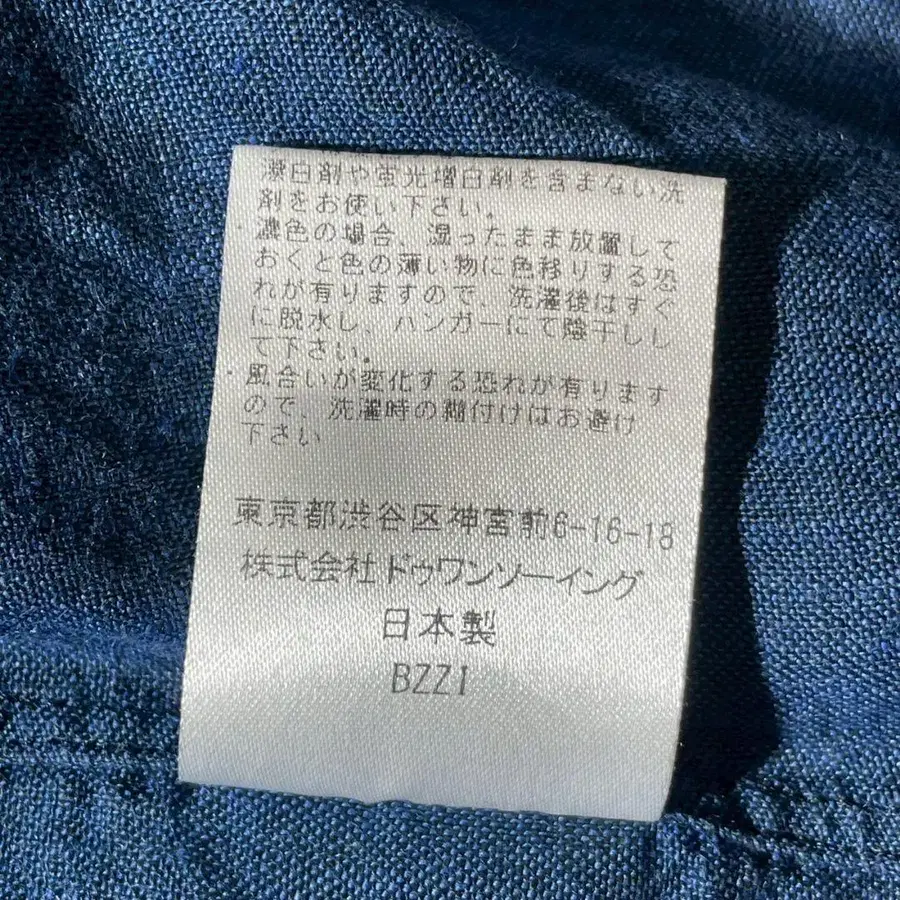 漂白剤や蛍光増白剤を含まない洗
剤をお使い下さい。
・濃色の場合、湿ったまま放置して
おくと色の薄い物に色移りする恐
れが有りますので、洗濯後はすぐ
に脱水し、ハンガーにて陰干しし
て下さい。
・風合いが変化する恐れが有ります
ので、洗濯時の糊付けはお避け
下さい
東京都渋谷区神宮前6-16-18
株式会社ドゥワンソーイング
日本製
BZZI